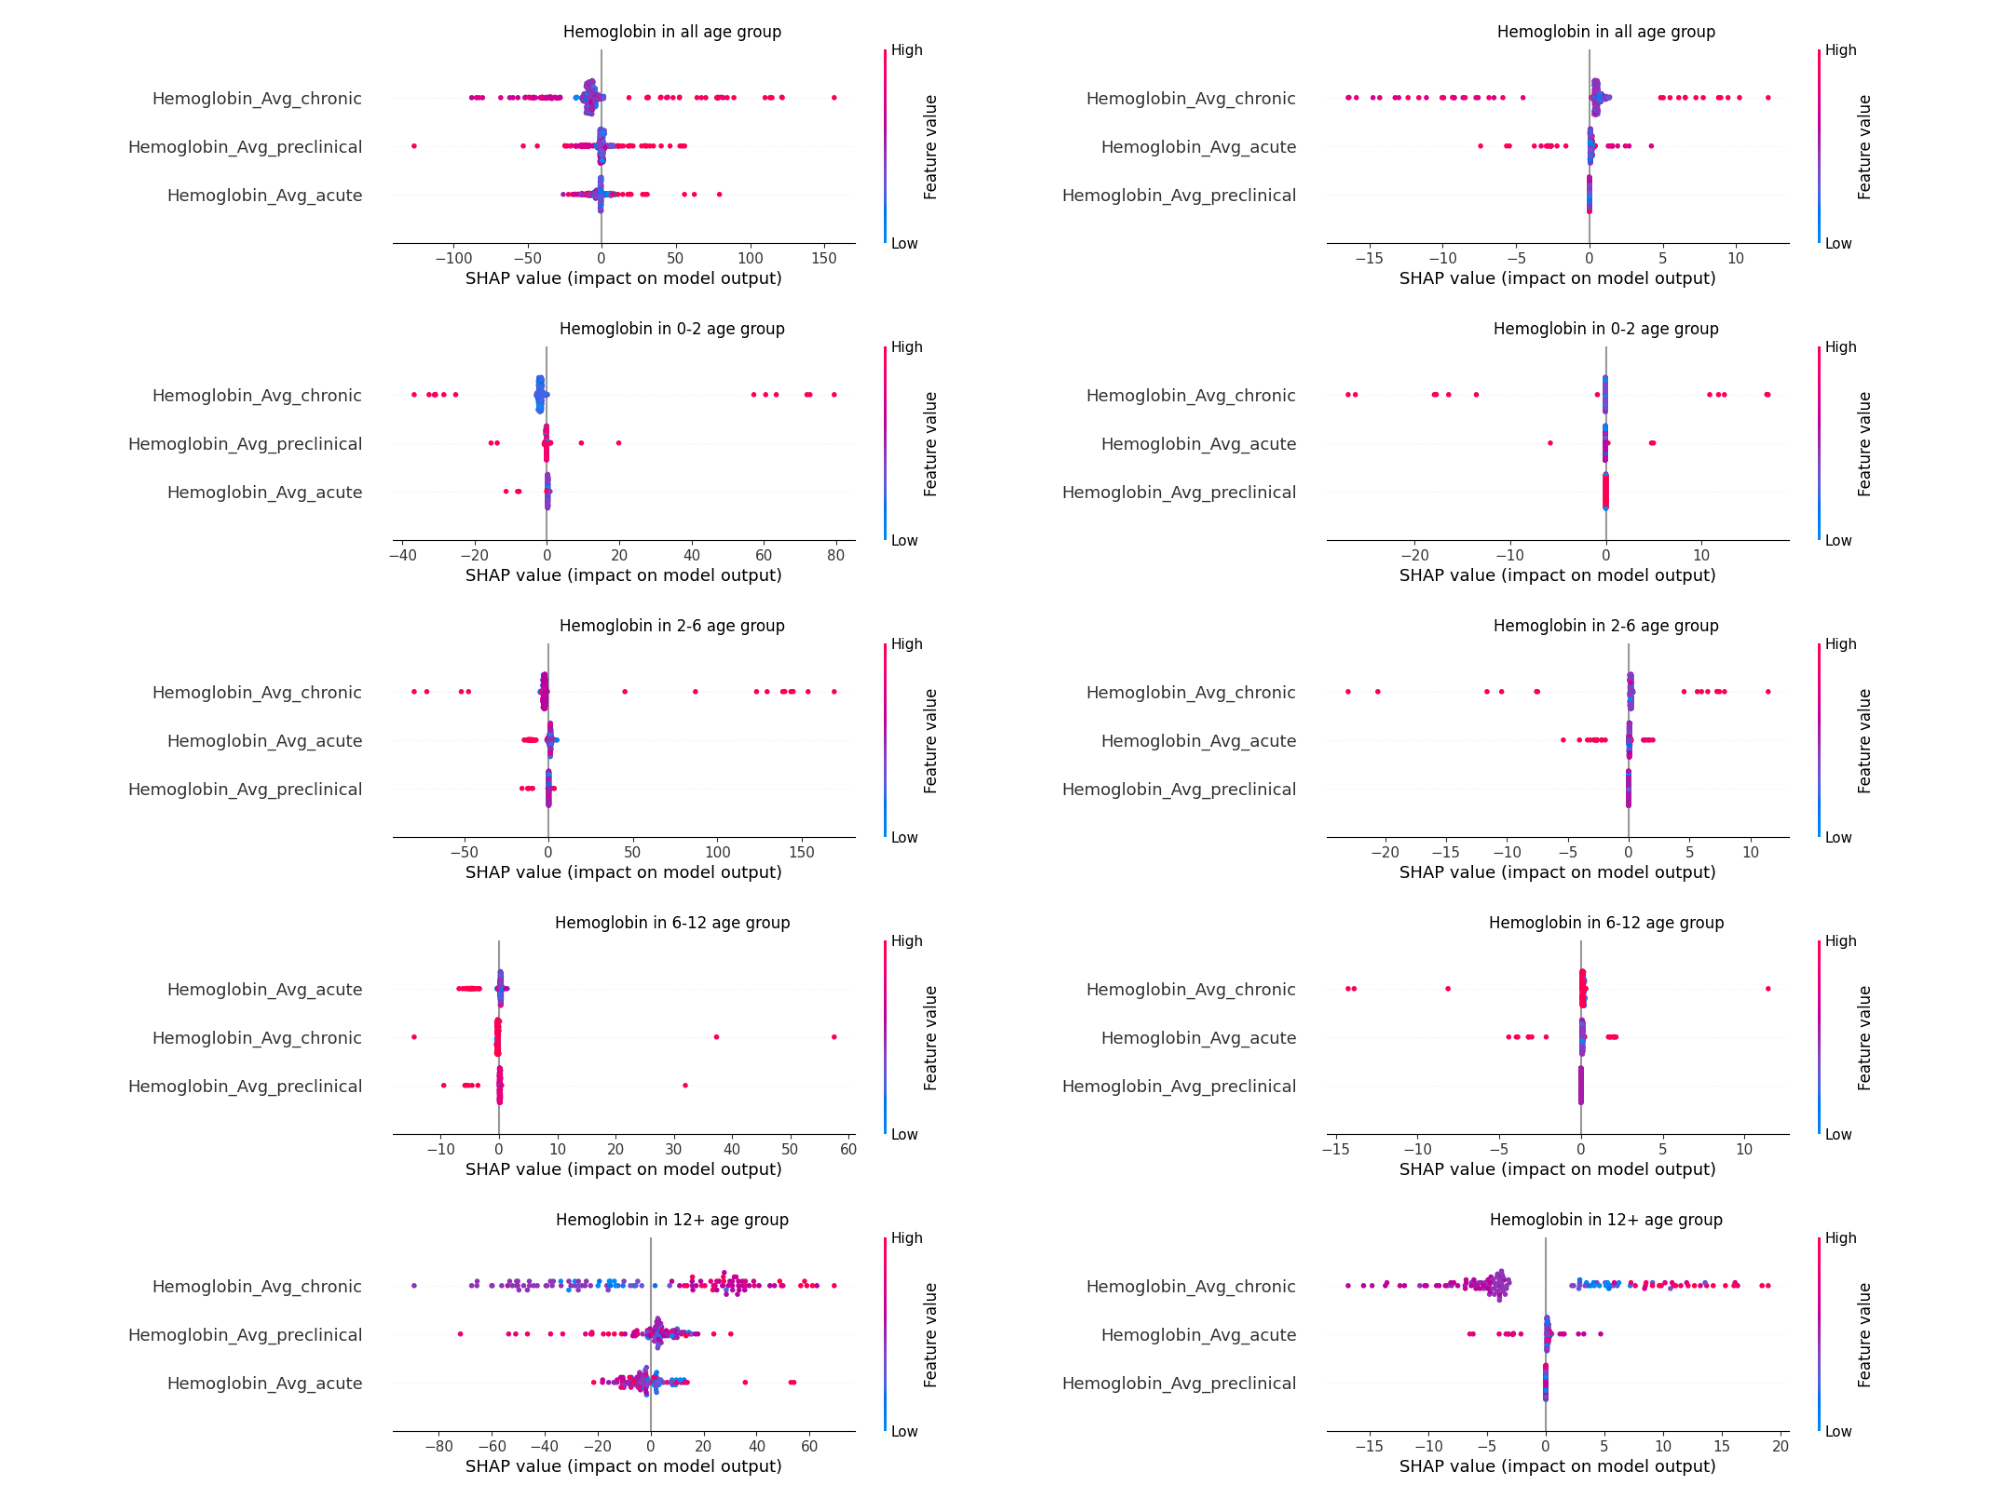 Hemoglobin in all age group
High
Hemoglobin_Avg_chronic
Hemoglobin_Avg_preclinical
Hemoglobin_Avg_acute
Feature value
Low
−100 −50 0 50 100 150
SHAP value (impact on model output)
Hemoglobin in all age group
High
Hemoglobin_Avg_chronic
Hemoglobin_Avg_acute
Hemoglobin_Avg_preclinical
Feature value
Low
−15 −10 −5 0 5 10
SHAP value (impact on model output)
Hemoglobin in 0-2 age group
High
Hemoglobin_Avg_chronic
Hemoglobin_Avg_preclinical
Hemoglobin_Avg_acute
Feature value
Low
−40 −20 0 20 40 60 80
SHAP value (impact on model output)
Hemoglobin in 0-2 age group
High
Hemoglobin_Avg_chronic
Hemoglobin_Avg_acute
Hemoglobin_Avg_preclinical
Feature value
Low
−20 −10 0 10
SHAP value (impact on model output)
Hemoglobin in 2-6 age group
High
Hemoglobin_Avg_chronic
Hemoglobin_Avg_acute
Hemoglobin_Avg_preclinical
Feature value
Low
−50 0 50 100 150
SHAP value (impact on model output)
Hemoglobin in 2-6 age group
High
Hemoglobin_Avg_chronic
Hemoglobin_Avg_acute
Hemoglobin_Avg_preclinical
Feature value
Low
−20 −15 −10 −5 0 5 10
SHAP value (impact on model output)
Hemoglobin in 6-12 age group
High
Hemoglobin_Avg_acute
Hemoglobin_Avg_chronic
Hemoglobin_Avg_preclinical
Feature value
Low
−10 0 10 20 30 40 50 60
SHAP value (impact on model output)
Hemoglobin in 6-12 age group
High
Hemoglobin_Avg_chronic
Hemoglobin_Avg_acute
Hemoglobin_Avg_preclinical
Feature value
Low
−15 −10 −5 0 5 10
SHAP value (impact on model output)
Hemoglobin in 12+ age group
High
Hemoglobin_Avg_chronic
Hemoglobin_Avg_preclinical
Hemoglobin_Avg_acute
Feature value
Low
−80 −60 −40 −20 0 20 40 60
SHAP value (impact on model output)
Hemoglobin in 12+ age group
High
Hemoglobin_Avg_chronic
Hemoglobin_Avg_acute
Hemoglobin_Avg_preclinical
Feature value
Low
−15 −10 −5 0 5 10 15 20
SHAP value (impact on model output)